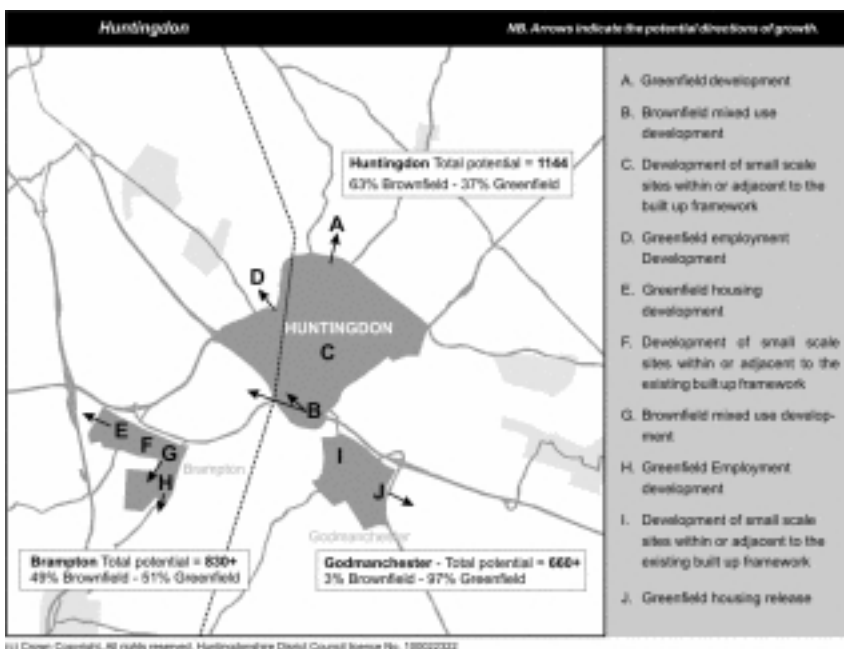 Huntingdon
NB. Arrows indicate the potential directions of growth.
Huntingdon Total potential = 1144
63% Brownfield - 37% Greenfield
A
D
HUNTINGDON
C
B
E
F
G
H
Brampton
I
J
Godmanchester
Brampton Total potential = 830+
49% Brownfield - 51% Greenfield
Godmanchester - Total potential = 660+
3% Brownfield - 97% Greenfield
A. Greenfield development
B. Brownfield mixed use
development
C. Development of small scale
sites within or adjacent to the
built up framework
D. Greenfield employment
Development
E. Greenfield housing
development
F. Development of small scale
sites within or adjacent to the
existing built up framework
G. Brownfield mixed use develop-
ment
H. Greenfield Employment
development
I. Development of small scale
sites within or adjacent to the
existing built up framework
J. Greenfield housing release
(c) Crown Copyright. All rights reserved. Huntingdonshire District Council licence No. 100022322